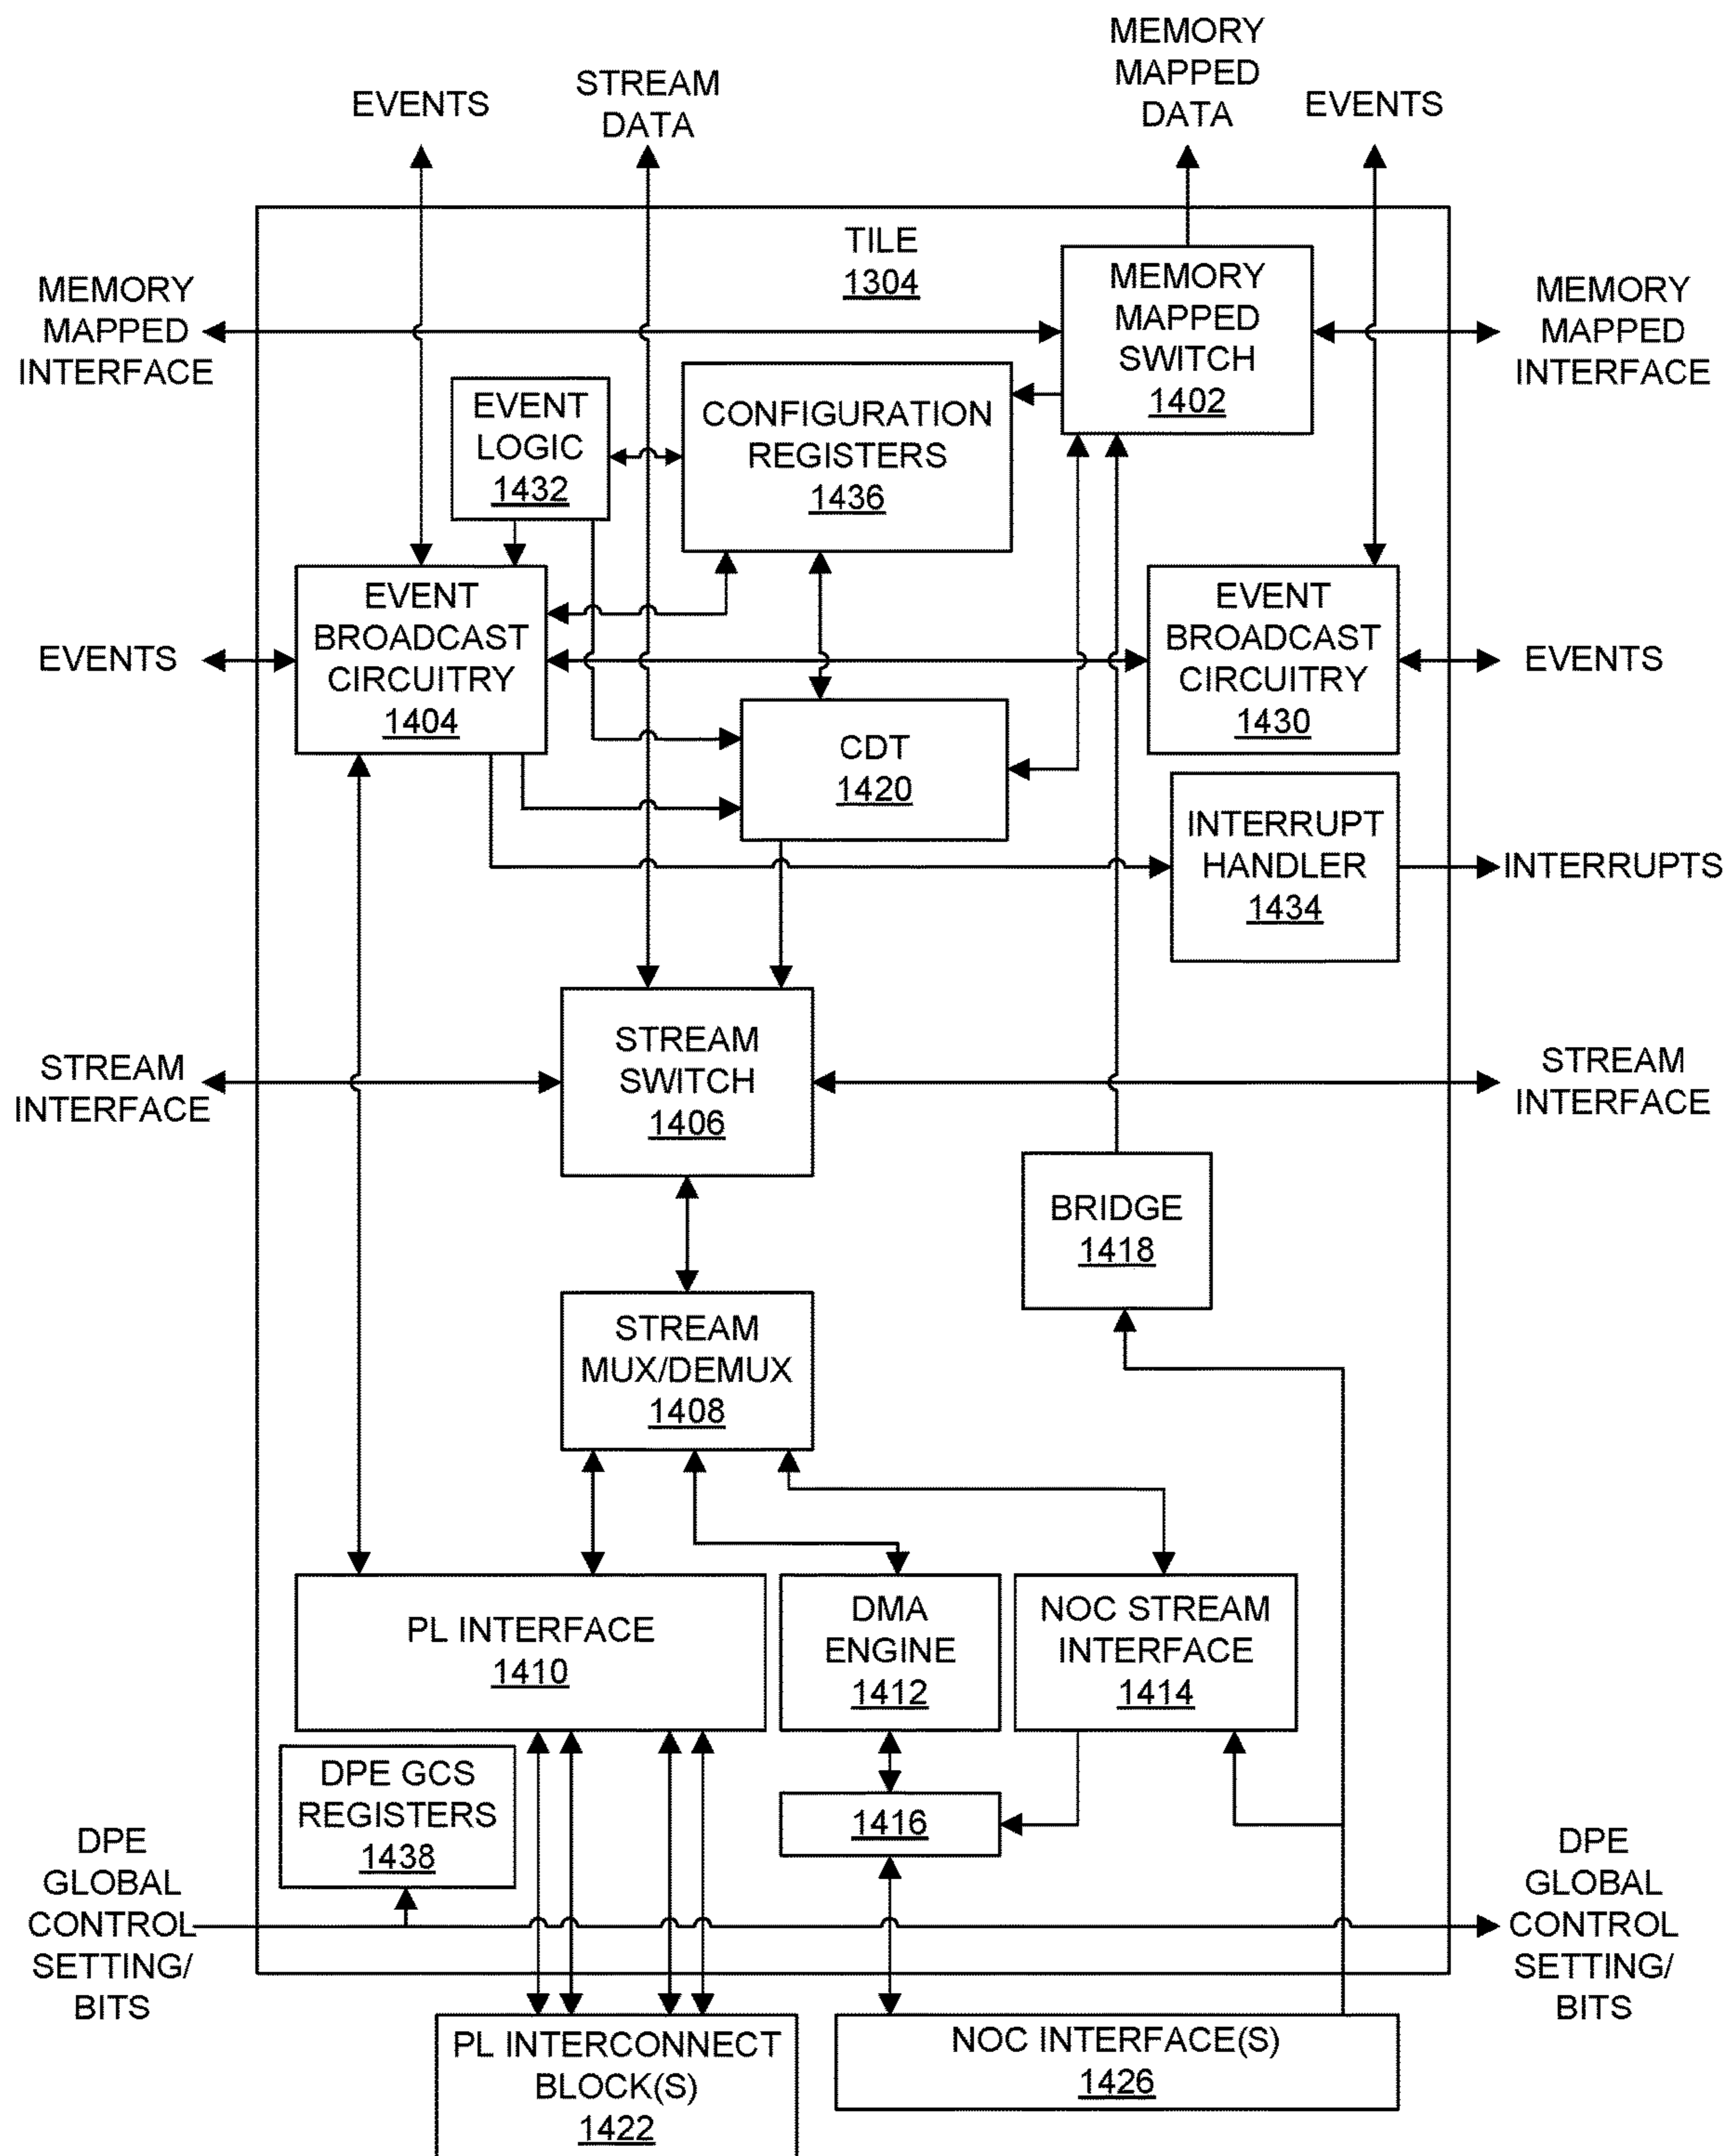 EVENTS
STREAM
DATA
MEMORY
MAPPED
DATA
EVENTS
TILE
1304
MEMORY
MAPPED
INTERFACE
MEMORY
MAPPED
SWITCH
1402
MEMORY
MAPPED
INTERFACE
EVENT
LOGIC
1432
CONFIGURATION
REGISTERS
1436
EVENTS
EVENT
BROADCAST
CIRCUITRY
1404
EVENT
BROADCAST
CIRCUITRY
1430
EVENTS
CDT
1420
INTERRUPT
HANDLER
1434
INTERRUPTS
STREAM
INTERFACE
STREAM
SWITCH
1406
STREAM
INTERFACE
BRIDGE
1418
STREAM
MUX/DEMUX
1408
PL INTERFACE
1410
DMA
ENGINE
1412
NOC STREAM
INTERFACE
1414
DPE GCS
REGISTERS
1438
1416
DPE
GLOBAL
CONTROL
SETTING/
BITS
DPE
GLOBAL
CONTROL
SETTING/
BITS
PL INTERCONNECT
BLOCK(S)
1422
NOC INTERFACE(S)
1426